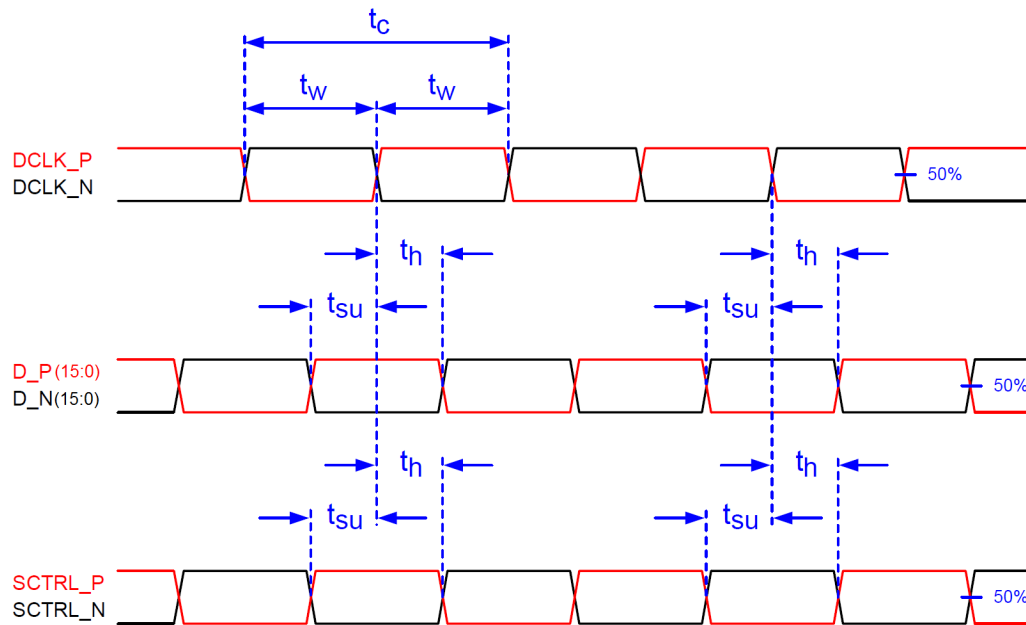 tc
tw tw
DCLK_P
DCLK_N
50%
th th
tsu tsu
D_P(15:0)
D_N(15:0)
50%
th th
tsu tsu
SCTRL_P
SCTRL_N
50%